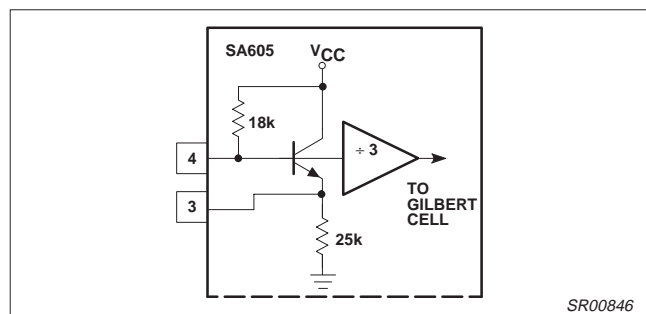 SA605
VCC
18k
÷ 3
4
TO
GILBERT
CELL
3
25k
SR00846